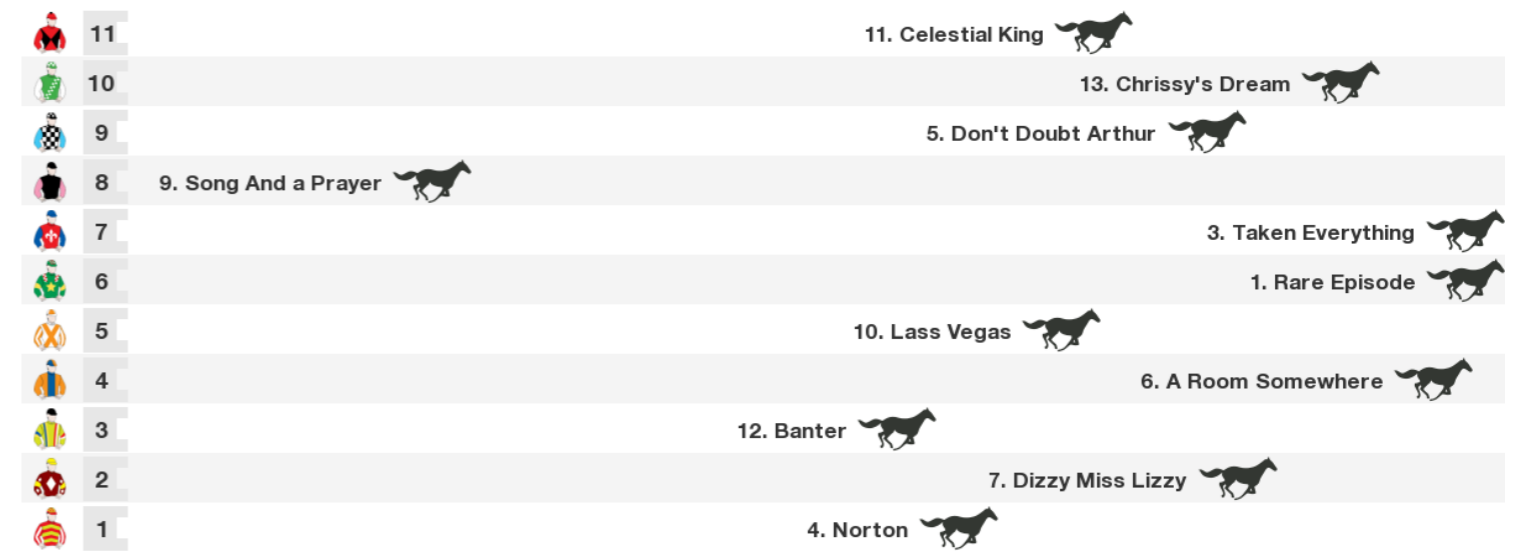 11 11. Celestial King
10 13. Chrissy's Dream
9 5. Don't Doubt Arthur
8 9. Song And a Prayer
7 3. Taken Everything
6 1. Rare Episode
5 10. Lass Vegas
4 6. A Room Somewhere
3 12. Banter
2 7. Dizzy Miss Lizzy
1 4. Norton